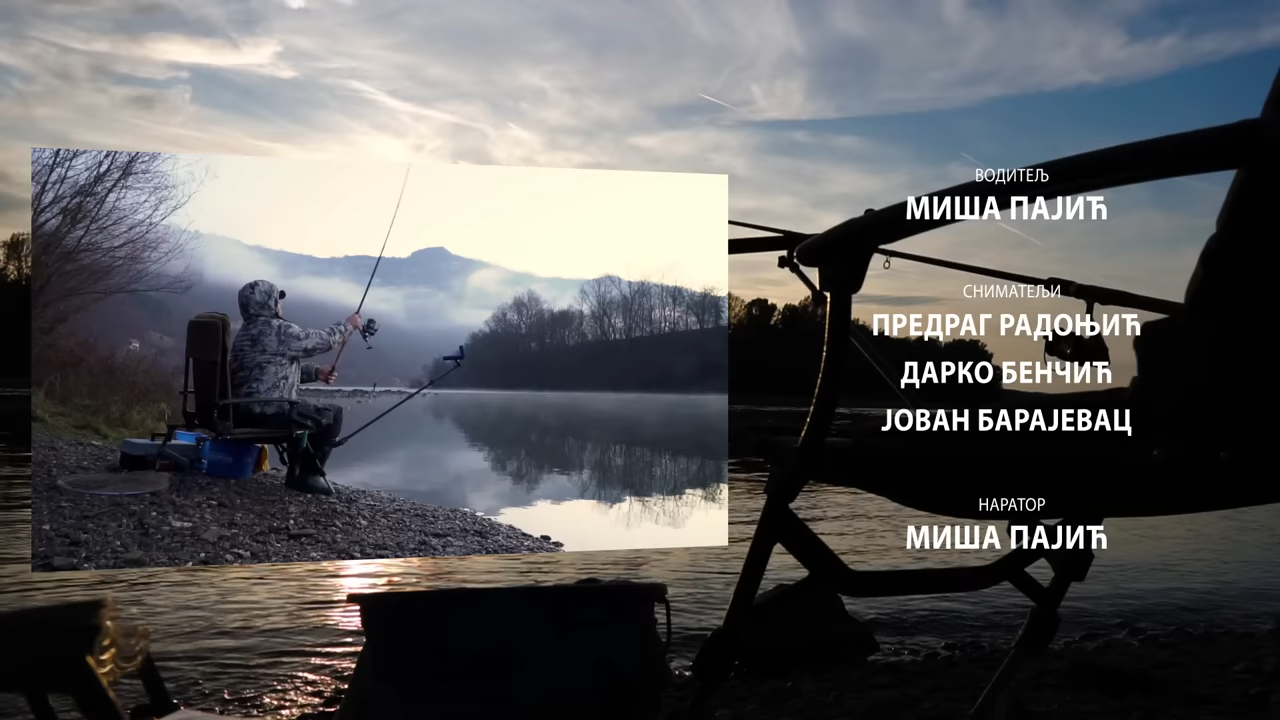 ВОДИТЕЉ
МИША ПАЈИЋ
СНИМАТЕЉИ
ПРЕДРАГ РАДОЊИЋ
ДАРКО БЕНЧИЋ
ЈОВАН БАРАЈЕВАЦ
НАРАТОР
МИША ПАЈИЋ